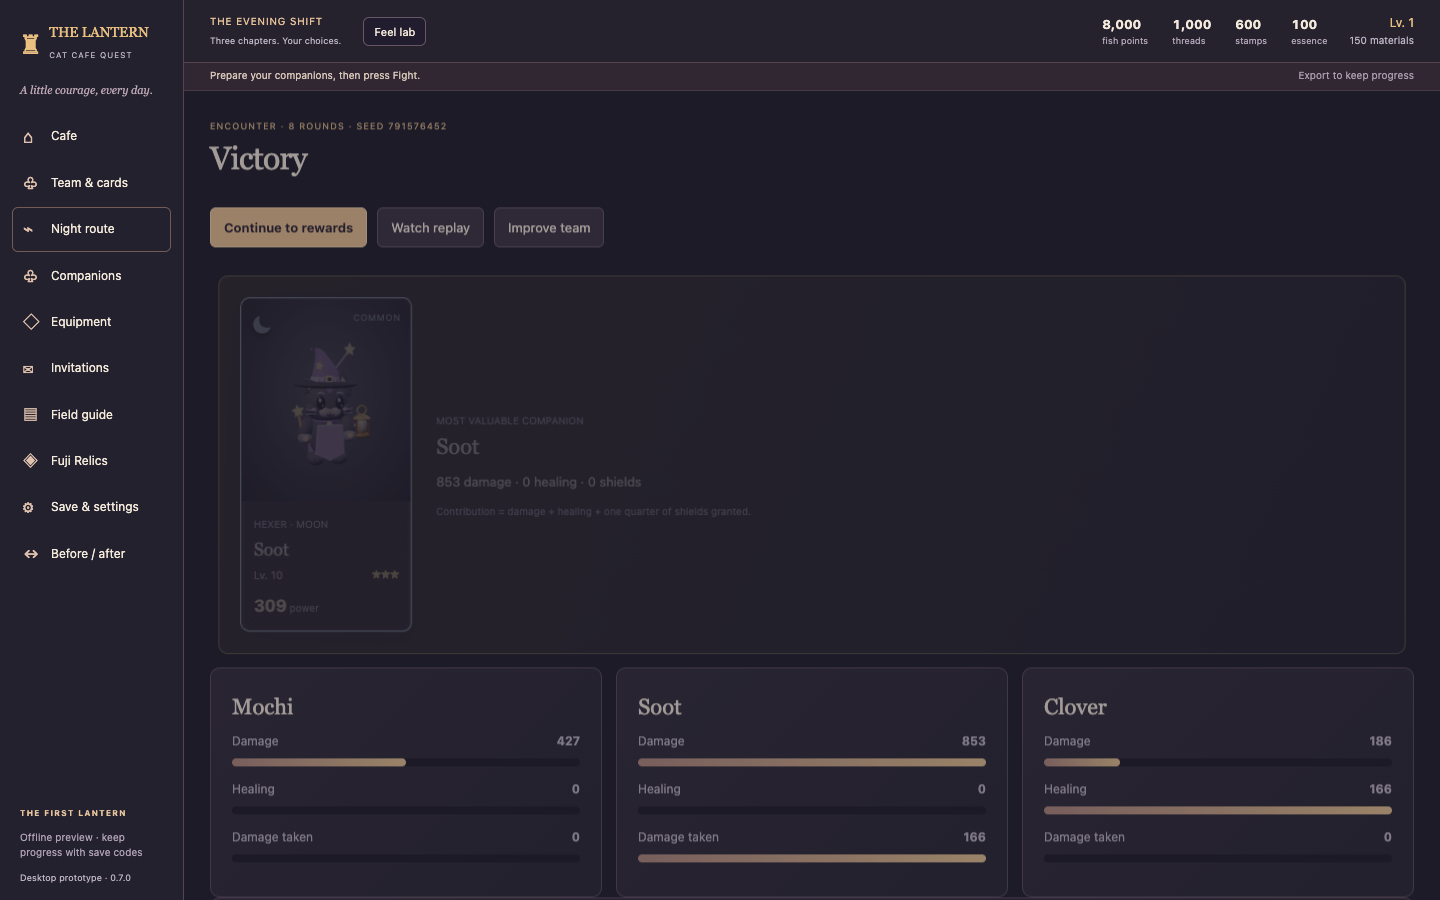 THE LANTERN
CAT CAFE QUEST
A little courage, every day.
Cafe
Team & cards
Night route
Companions
Equipment
Invitations
Field guide
Fuji Relics
Save & settings
Before / after
THE FIRST LANTERN
Offline preview · keep
progress with save codes
Desktop prototype · 0.7.0
THE EVENING SHIFT
Three chapters. Your choices.
Feel lab
8,000
fish points
1,000
threads
600
stamps
100
essence
Lv. 1
150 materials
Prepare your companions, then press Fight.
Export to keep progress
ENCOUNTER · 8 ROUNDS · SEED 791576452
Victory
Continue to rewards
Watch replay
Improve team
COMMON
HEXER · MOON
Soot
Lv. 10
309 power
MOST VALUABLE COMPANION
Soot
853 damage · 0 healing · 0 shields
Contribution = damage + healing + one quarter of shields granted.
Mochi
Damage 427
Healing 0
Damage taken 0
Soot
Damage 853
Healing 0
Damage taken 166
Clover
Damage 186
Healing 166
Damage taken 0